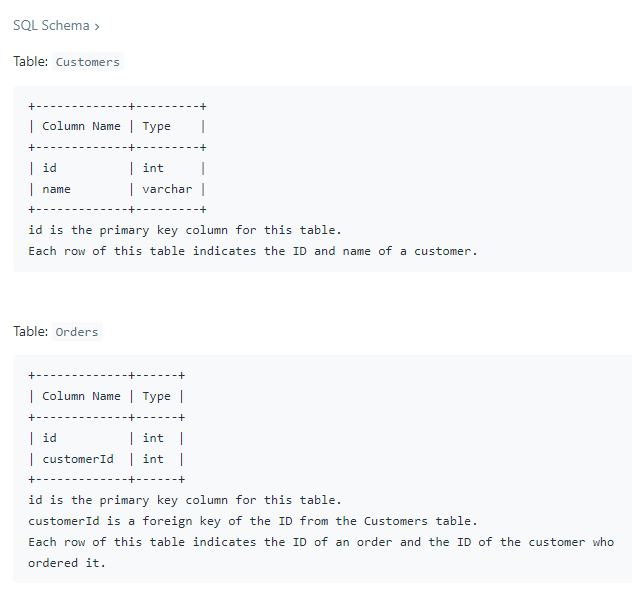 SQL Schema >
Table: Customers
+-------------+---------+
| Column Name | Type    |
+-------------+---------+
| id          | int     |
| name        | varchar |
+-------------+---------+
id is the primary key column for this table.
Each row of this table indicates the ID and name of a customer.
Table: Orders
+-------------+------+
| Column Name | Type |
+-------------+------+
| id          | int  |
| customerId  | int  |
+-------------+------+
id is the primary key column for this table.
customerId is a foreign key of the ID from the Customers table.
Each row of this table indicates the ID of an order and the ID of the customer who
ordered it.